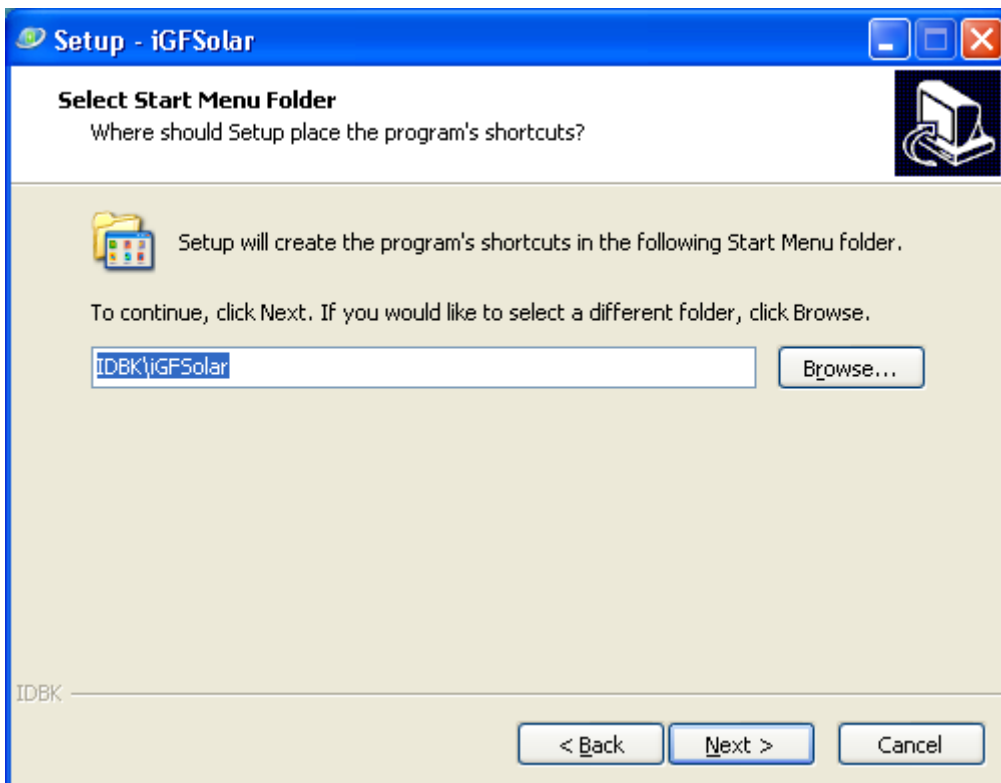 Setup - iGFSolar
Select Start Menu Folder
Where should Setup place the program's shortcuts?
Setup will create the program's shortcuts in the following Start Menu folder.
To continue, click Next. If you would like to select a different folder, click Browse.
IDBK\iGFSolar
Browse...
IDBK
< Back
Next >
Cancel